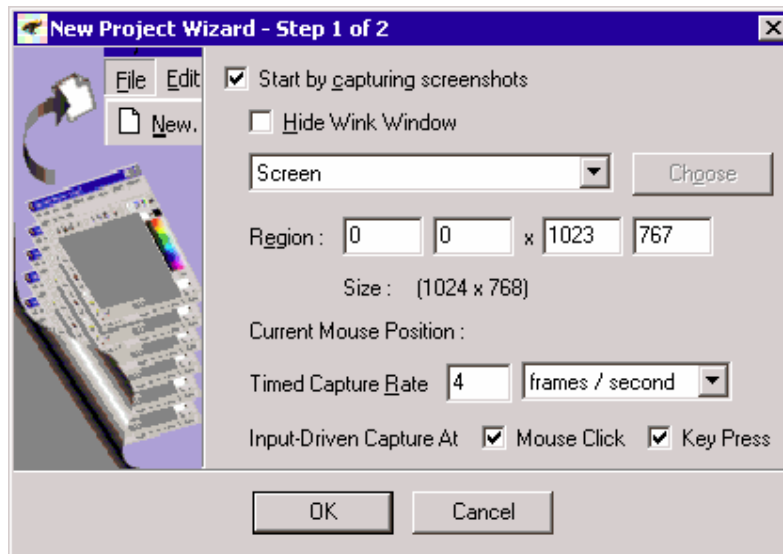 New Project Wizard - Step 1 of 2
File Edit
New.
Start by capturing screenshots
Hide Wink Window
Screen Choose
Region : 0 0 x 1023 767
Size : (1024 x 768)
Current Mouse Position :
Timed Capture Rate 4 frames / second
Input-Driven Capture At Mouse Click Key Press
OK Cancel